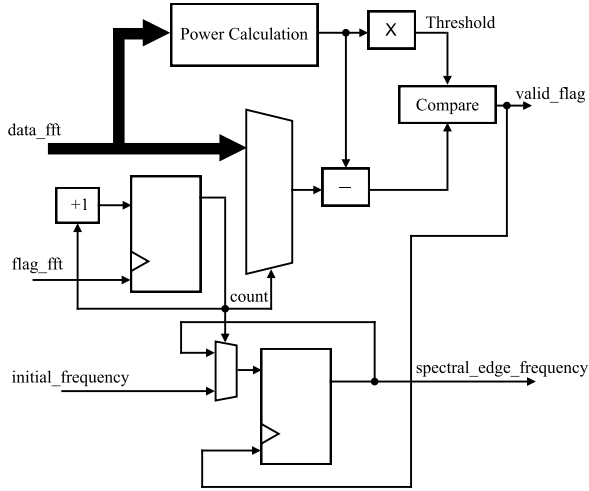 Power Calculation
X
Threshold
Compare
valid_flag
data_fft
−
+1
flag_fft
count
initial_frequency
spectral_edge_frequency